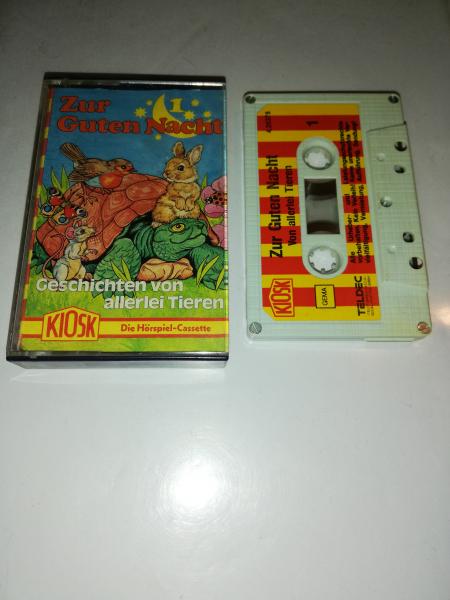 Zur
1
Guten Nacht
Geschichten von
allerlei Tieren
KIOSK
Die Hörspiel-Cassette
KIOSK
Zur Guten Nacht
Von allerlei Tieren
1
GEMA
TELDEC